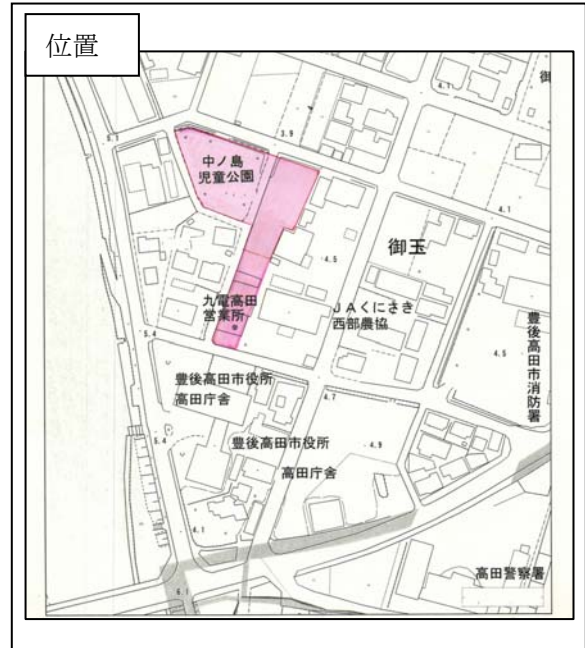 位置
4.1
御
5.3
3.9
中ノ島
児童公園
4.1
4.5
御玉
九電高田
営業所
JAくにさき
西部農協
5.4
4.5
豊後高田市消防署
豊後高田市役所
高田庁舎
4.7
豊後高田市役所
4.9
5.4
高田庁舎
4.1
高田警察署
6.1